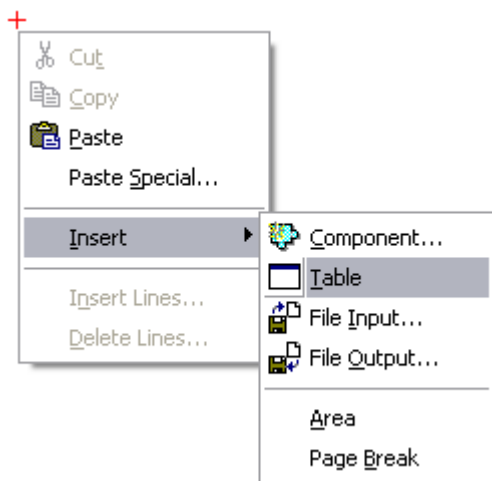 Cut
Copy
Paste
Paste Special...
Insert
Insert Lines...
Delete Lines...
Component...
Table
File Input...
File Output...
Area
Page Break